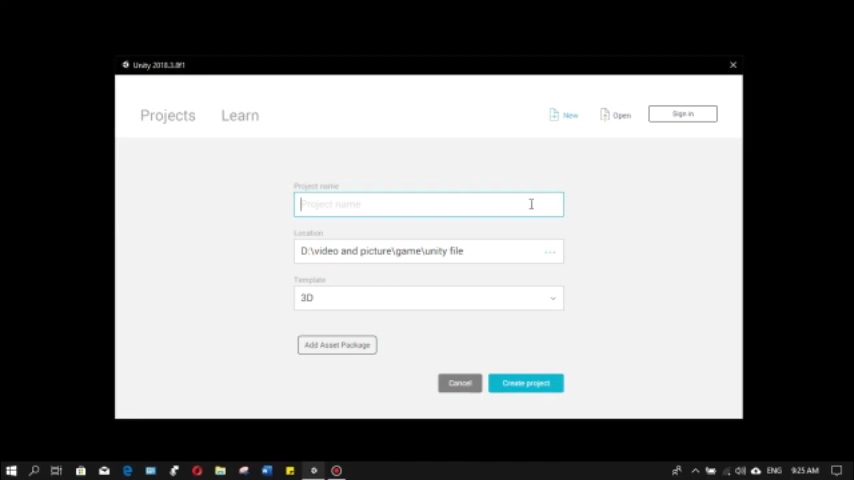 Unity 2018.3.8f1
Projects Learn New Open Sign in
Project name
Project name
Location
D:\video and picture\game\unity file ...
Template
3D
Add Asset Package
Cancel Create project
ENG 9:25 AM